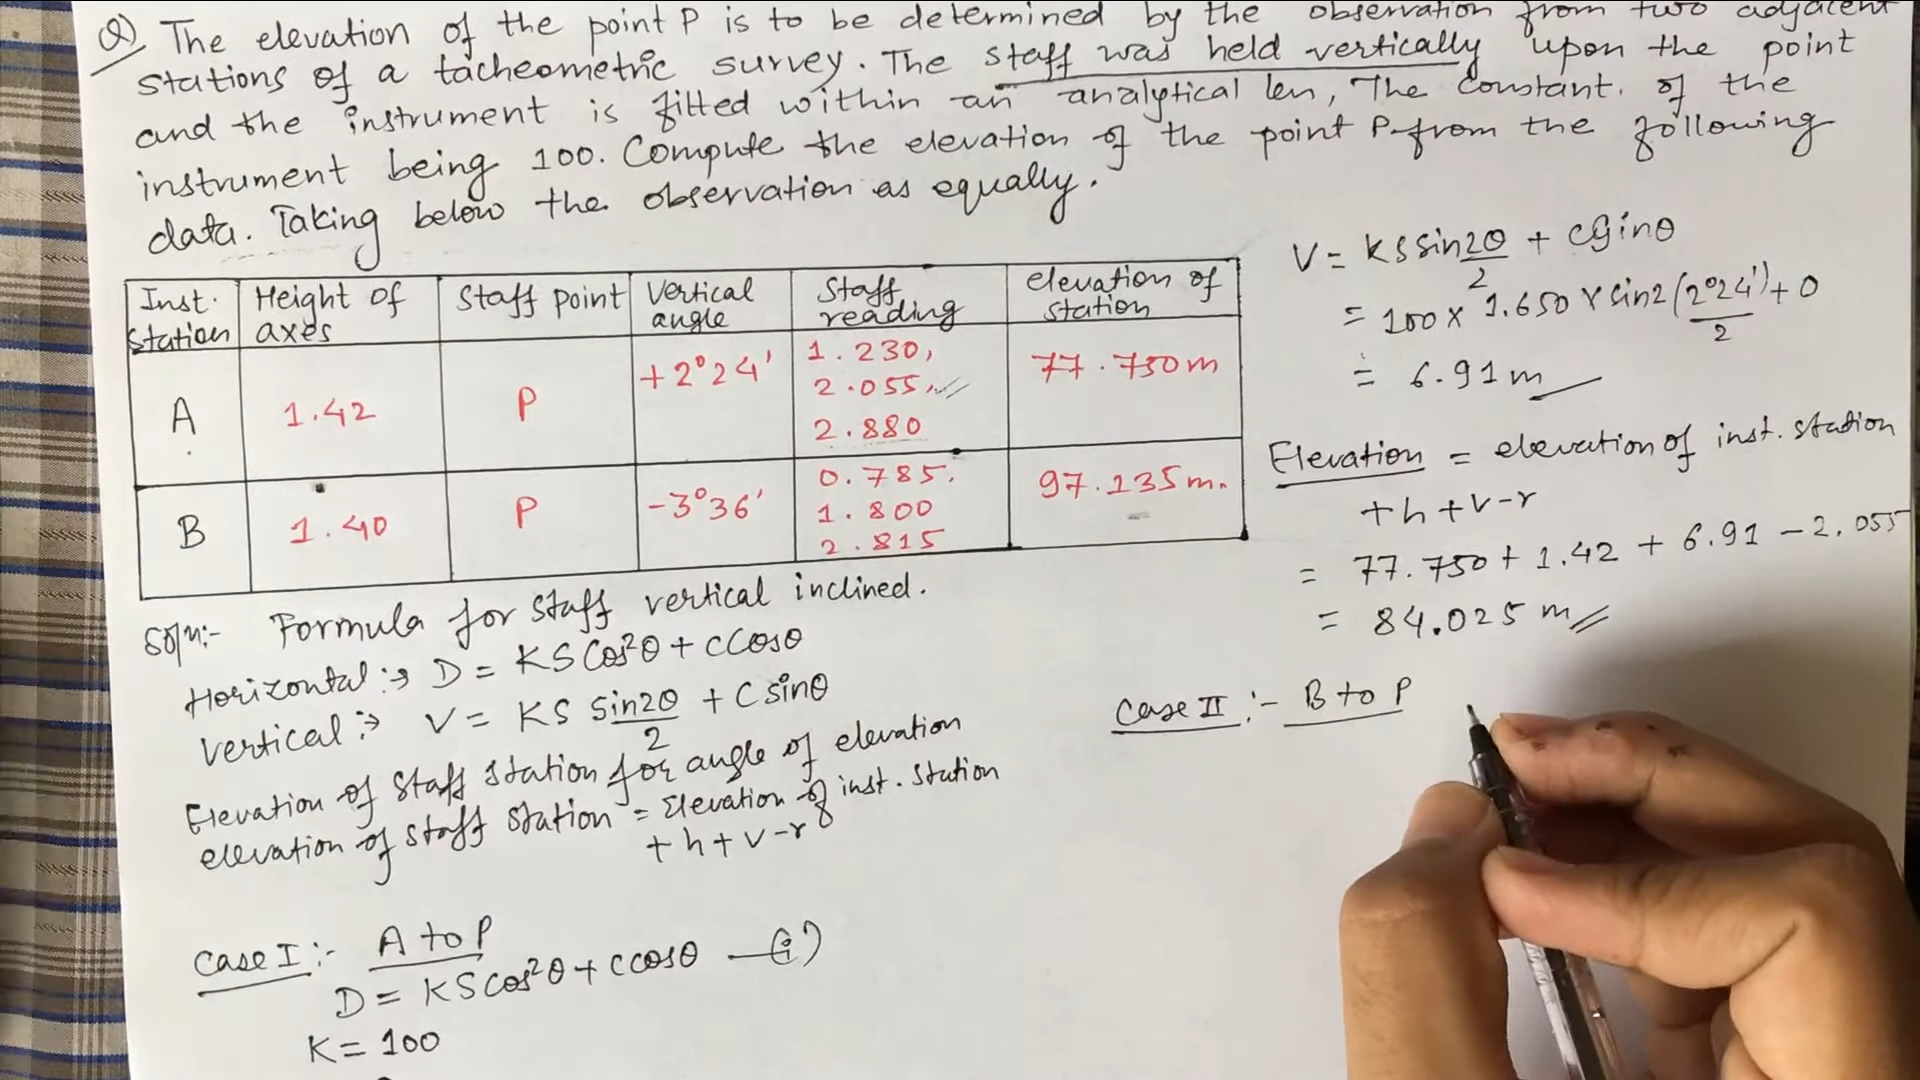 Q) The elevation of the point P is to be determined by the observation from two adjacent
stations of a tacheometric survey. The staff was held vertically upon the point
and the instrument is fitted within an analytical len, The Constant. of the
instrument being 100. Compute the elevation of the point P from the following
data. Taking below the observation as equally.
Inst. station | Height of axes | Staff point | Vertical angle | Staff reading | elevation of station
A | 1.42 | P | +2°24' | 1.230, 2.055, 2.880 | 77.750m
B | 1.40 | P | -3°36' | 0.785, 1.800 2.815 | 97.135m.
Soln:- Formula for staff vertical inclined.
Horizontal :→ D = KS Cos²θ + C Cosθ
Vertical :→ V = KS sin2θ/2 + C sinθ
Elevation of Staff Station for angle of elevation
elevation of staff station = Elevation of inst. station
+ h + v - r
Case I :- A to P
D = KS cos²θ + c cosθ —(i)
K = 100
V = KS sin2θ/2 + C sinθ
= 100 x 1.650 x sin2(2°24')/2 + 0
= 6.91 m
Elevation = elevation of inst. station
+ h + v - r
= 77.750 + 1.42 + 6.91 - 2.055
= 84.025 m
Case II :- B to P